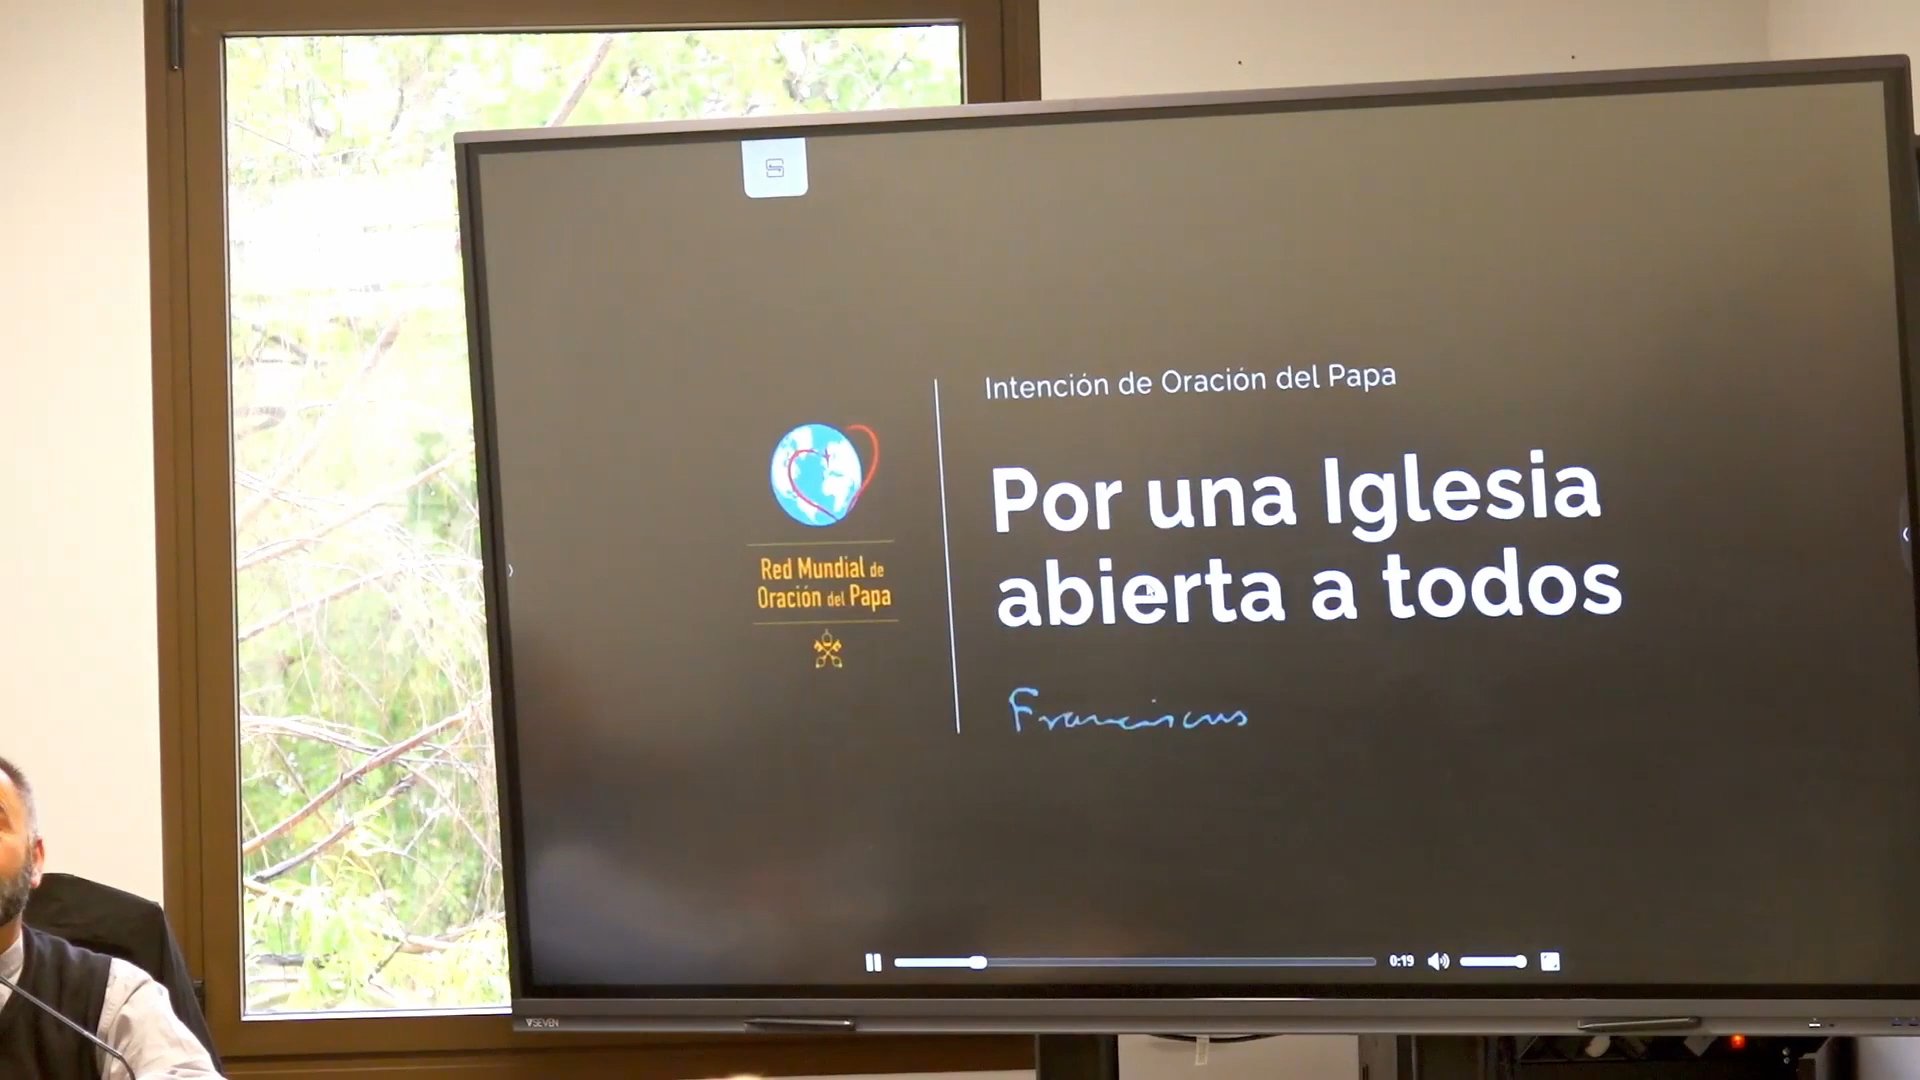 Intención de Oración del Papa
Por una Iglesia
abierta a todos
Franciscus
Red Mundial de
Oración del Papa
0:19
VSEVEN